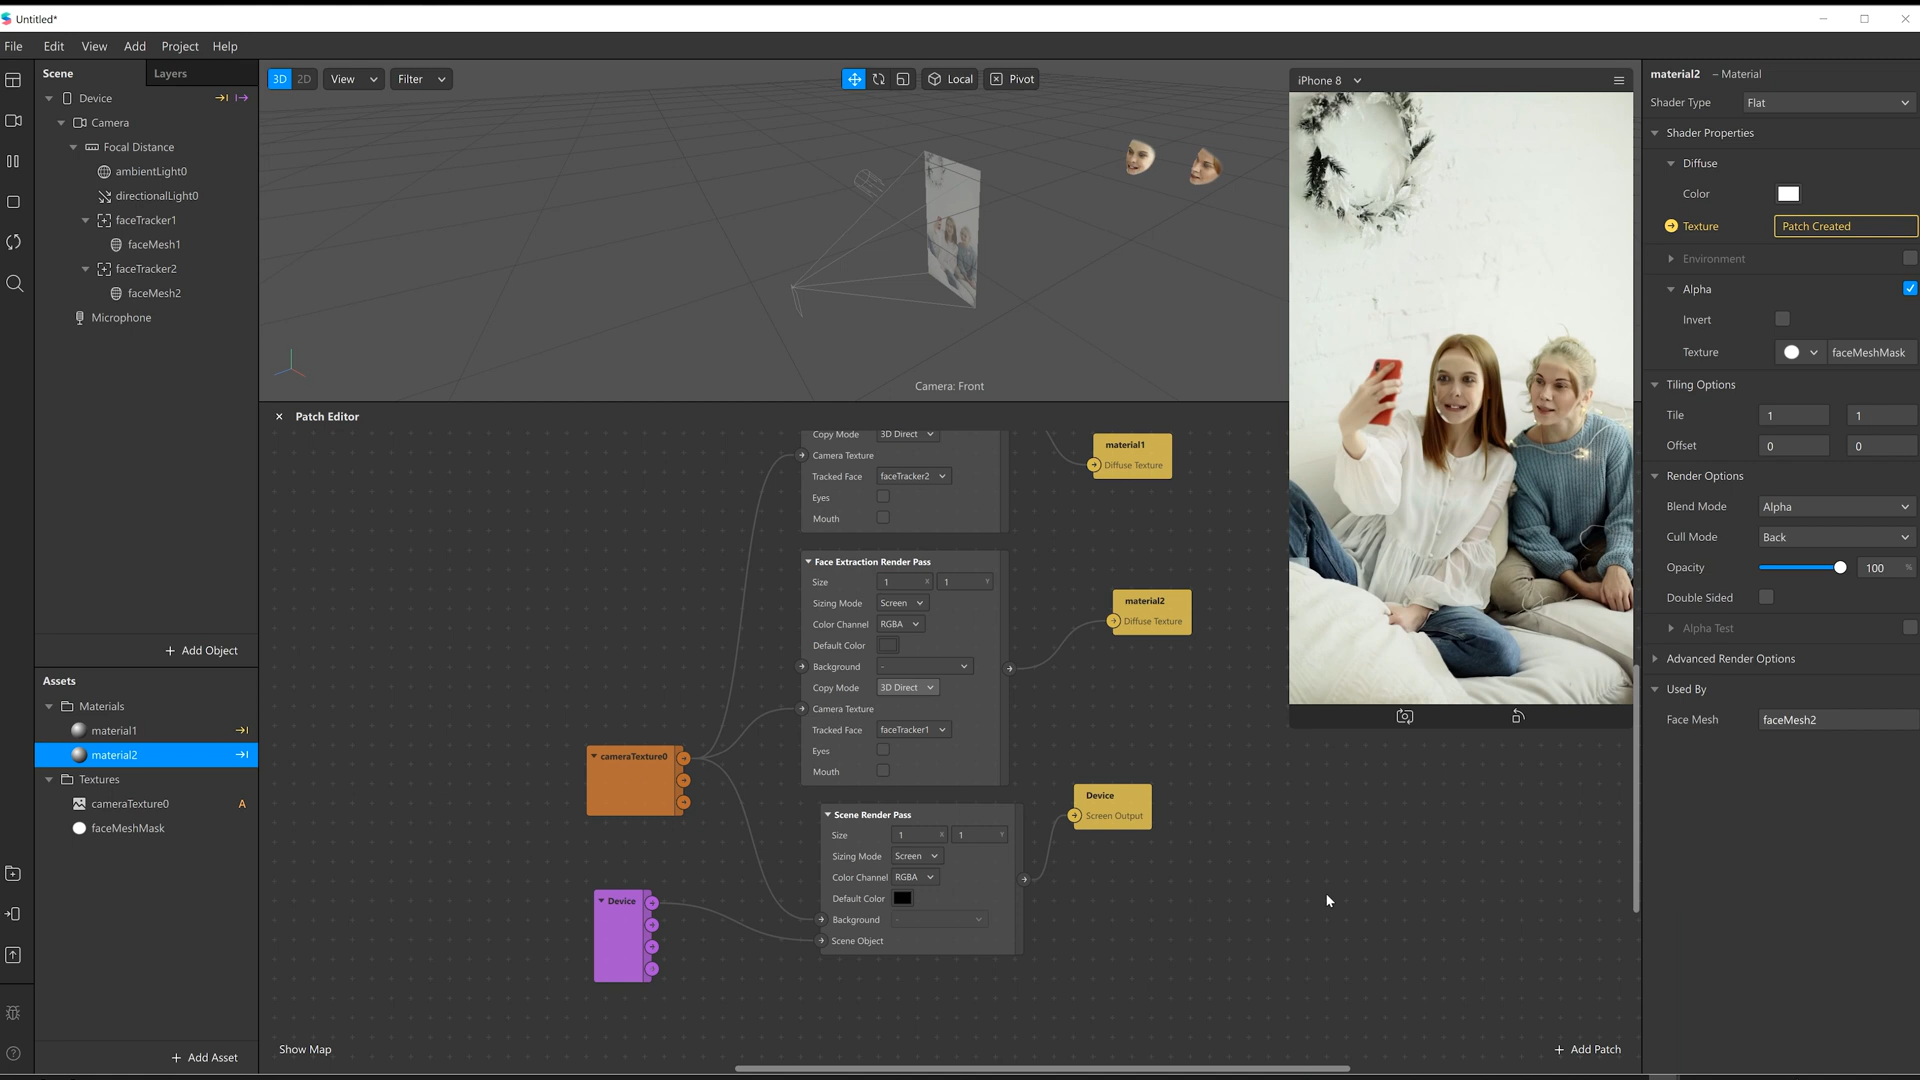 Untitled*
File Edit View Add Project Help
Scene Layers
3D 2D View Filter Local Pivot
iPhone 8
Device
Camera
Focal Distance
ambientLight0
directionalLight0
faceTracker1
faceMesh1
faceTracker2
faceMesh2
Microphone
+ Add Object
Assets
Materials
material1
material2
Textures
cameraTexture0 A
faceMeshMask
+ Add Asset
Camera: Front
× Patch Editor
Copy Mode 3D Direct
Camera Texture
Tracked Face faceTracker2
Eyes
Mouth
material1
Diffuse Texture
Face Extraction Render Pass
Size 1 X 1 Y
Sizing Mode Screen
Color Channel RGBA
Default Color
Background -
Copy Mode 3D Direct
Camera Texture
Tracked Face faceTracker1
Eyes
Mouth
material2
Diffuse Texture
cameraTexture0
Device
Scene Render Pass
Size 1 X 1 Y
Sizing Mode Screen
Color Channel RGBA
Default Color
Background -
Scene Object
Device
Screen Output
Show Map
+ Add Patch
material2 – Material
Shader Type Flat
Shader Properties
Diffuse
Color
Texture Patch Created
Environment
Alpha
Invert
Texture faceMeshMask
Tiling Options
Tile 1 1
Offset 0 0
Render Options
Blend Mode Alpha
Cull Mode Back
Opacity 100 %
Double Sided
Alpha Test
Advanced Render Options
Used By
Face Mesh faceMesh2